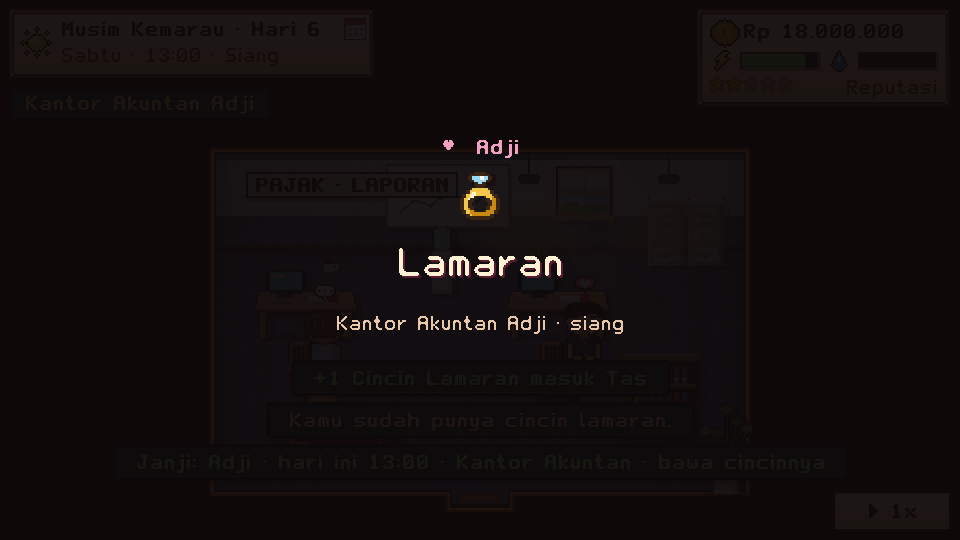 Musim Kemarau · Hari 6
Sabtu · 13:00 · Siang
Rp 18.000.000
Reputasi
Kantor Akuntan Adji
♥ Adji
PAJAK · LAPORAN
Lamaran
Kantor Akuntan Adji · siang
+1 Cincin Lamaran masuk Tas
Kamu sudah punya cincin lamaran.
Janji: Adji · hari ini 13:00 · Kantor Akuntan · bawa cincinnya
1x